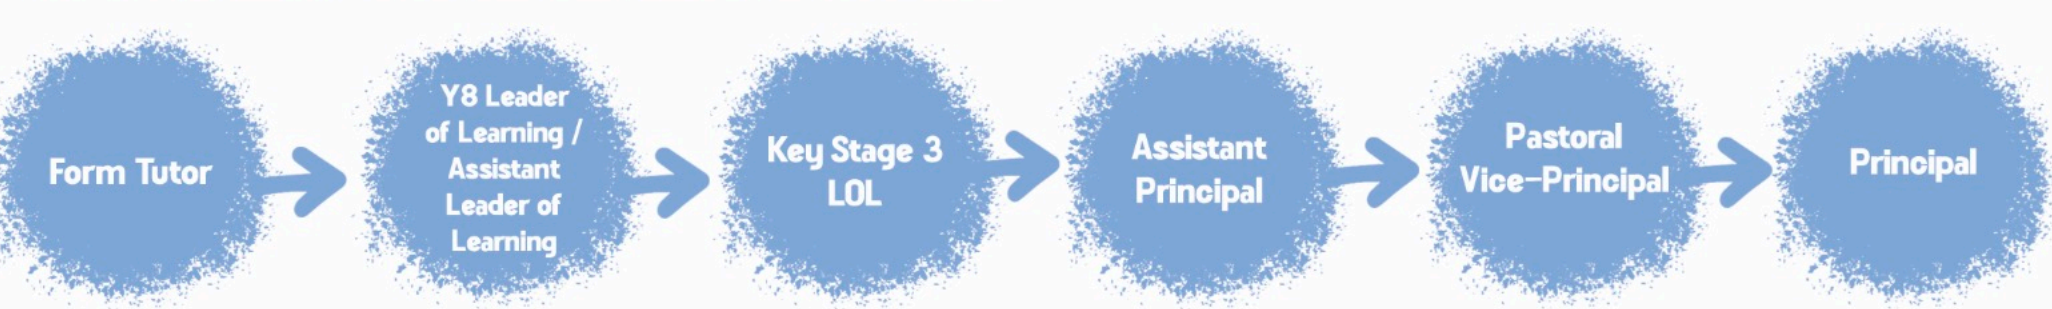 Form Tutor
Y8 Leader
of Learning /
Assistant
Leader of
Learning
Key Stage 3
LOL
Assistant
Principal
Pastoral
Vice-Principal
Principal